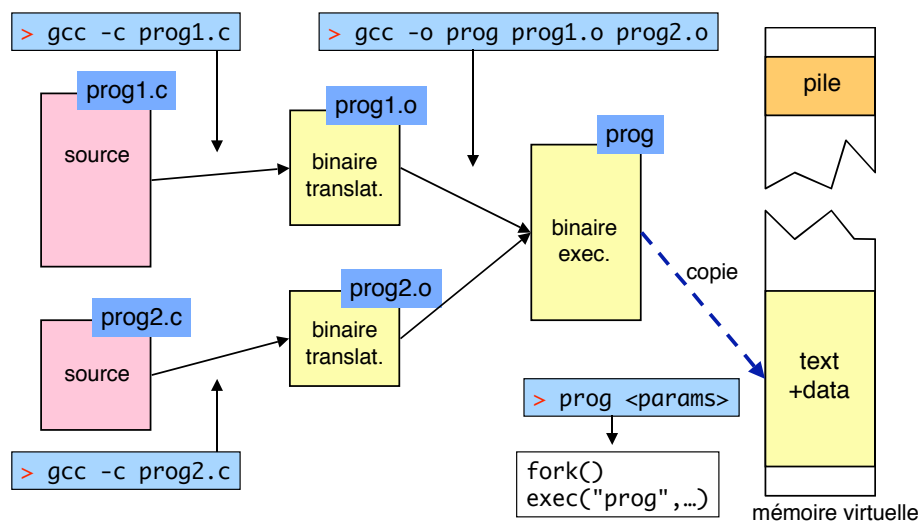 > gcc -c prog1.c
> gcc -o prog prog1.o prog2.o
prog1.c
source
prog1.o
binaire
translat.
prog
binaire
exec.
pile
copie
prog2.c
source
prog2.o
binaire
translat.
text
+data
> prog <params>
> gcc -c prog2.c
fork()
exec("prog",…)
mémoire virtuelle